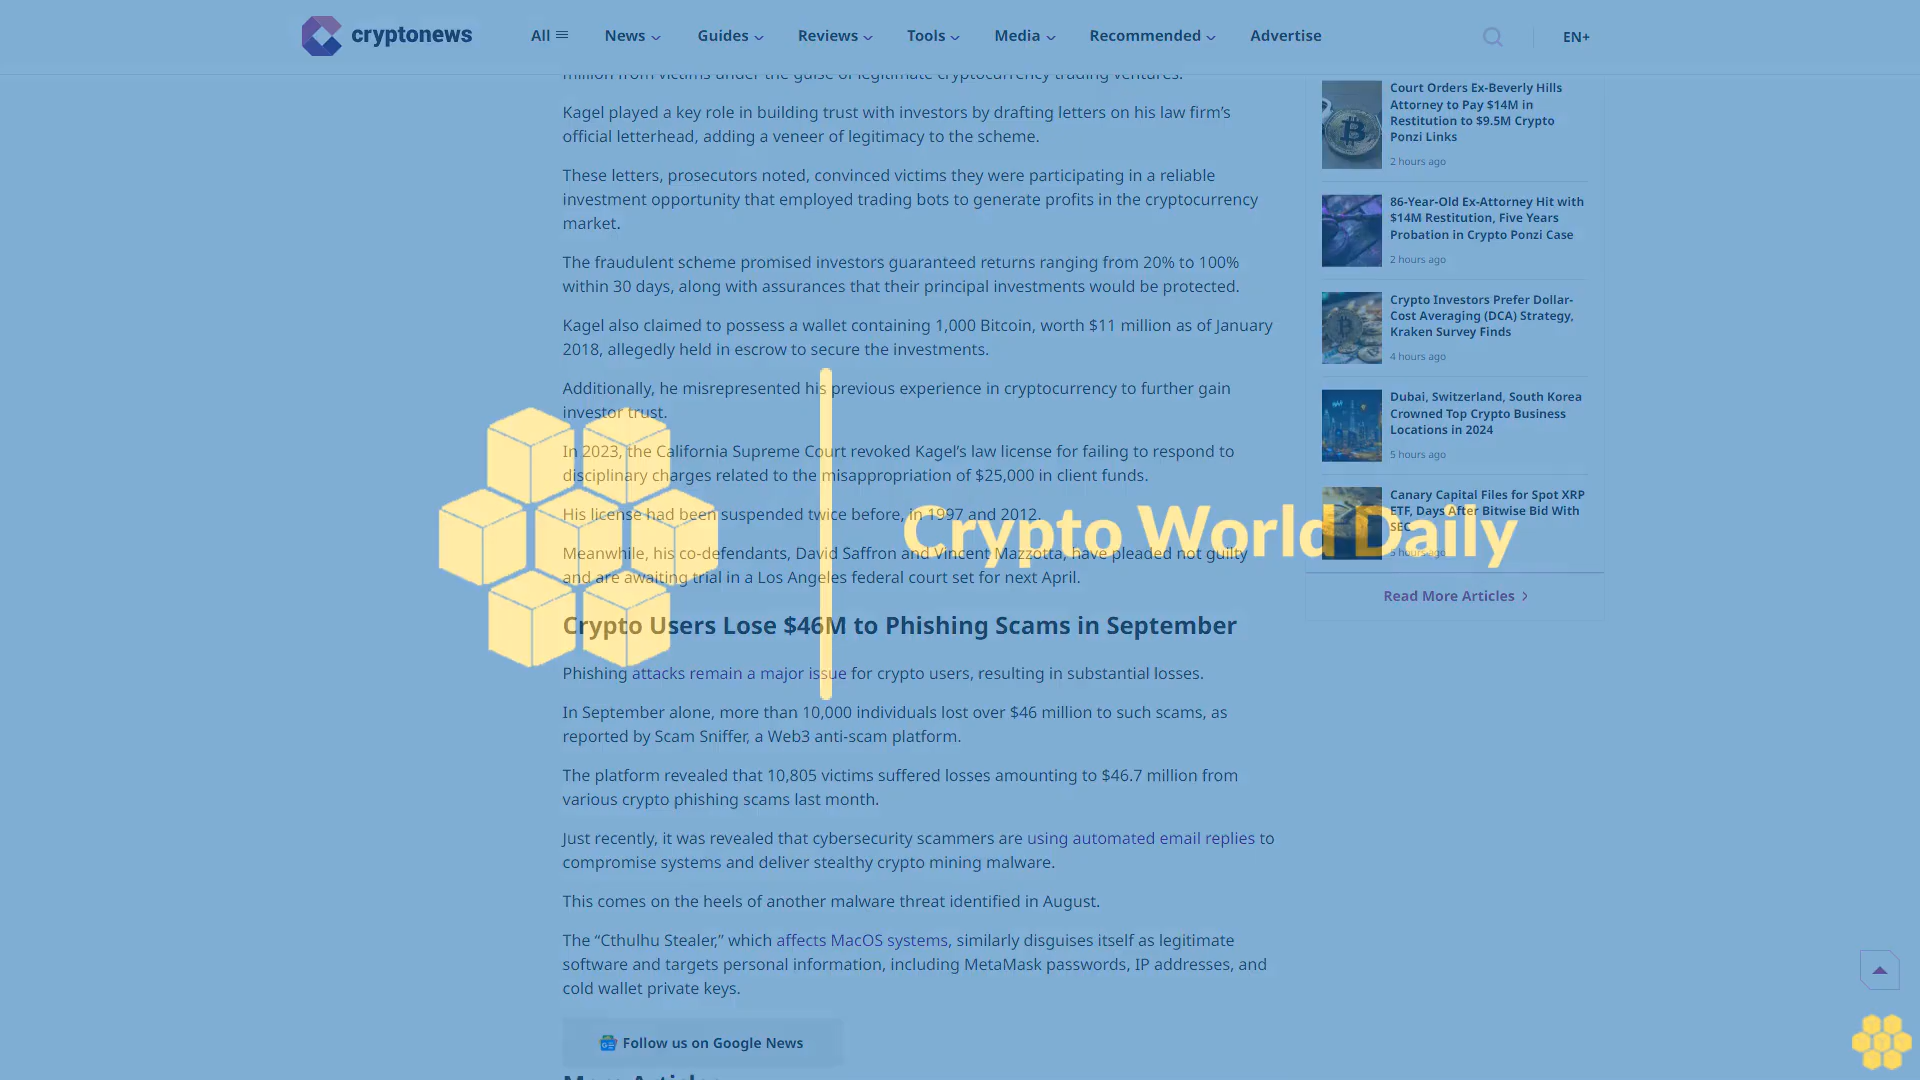 cryptonews
All
News
Guides
Reviews
Tools
Media
Recommended
Advertise
EN+
million from victims under the guise of legitimate cryptocurrency trading ventures.
Kagel played a key role in building trust with investors by drafting letters on his law firm’s
official letterhead, adding a veneer of legitimacy to the scheme.
These letters, prosecutors noted, convinced victims they were participating in a reliable
investment opportunity that employed trading bots to generate profits in the cryptocurrency
market.
The fraudulent scheme promised investors guaranteed returns ranging from 20% to 100%
within 30 days, along with assurances that their principal investments would be protected.
Kagel also claimed to possess a wallet containing 1,000 Bitcoin, worth $11 million as of January
2018, allegedly held in escrow to secure the investments.
Additionally, he misrepresented his previous experience in cryptocurrency to further gain
investor trust.
In 2023, the California Supreme Court revoked Kagel’s law license for failing to respond to
disciplinary charges related to the misappropriation of $25,000 in client funds.
His license had been suspended twice before, in 1997 and 2012.
Meanwhile, his co-defendants, David Saffron and Vincent Mazzotta, have pleaded not guilty
and are awaiting trial in a Los Angeles federal court set for next April.
Crypto Users Lose $46M to Phishing Scams in September
Phishing attacks remain a major issue for crypto users, resulting in substantial losses.
In September alone, more than 10,000 individuals lost over $46 million to such scams, as
reported by Scam Sniffer, a Web3 anti-scam platform.
The platform revealed that 10,805 victims suffered losses amounting to $46.7 million from
various crypto phishing scams last month.
Just recently, it was revealed that cybersecurity scammers are using automated email replies to
compromise systems and deliver stealthy crypto mining malware.
This comes on the heels of another malware threat identified in August.
The “Cthulhu Stealer,” which affects MacOS systems, similarly disguises itself as legitimate
software and targets personal information, including MetaMask passwords, IP addresses, and
cold wallet private keys.
Follow us on Google News
More Articles
Court Orders Ex-Beverly Hills
Attorney to Pay $14M in
Restitution to $9.5M Crypto
Ponzi Links
2 hours ago
86-Year-Old Ex-Attorney Hit with
$14M Restitution, Five Years
Probation in Crypto Ponzi Case
2 hours ago
Crypto Investors Prefer Dollar-
Cost Averaging (DCA) Strategy,
Kraken Survey Finds
4 hours ago
Dubai, Switzerland, South Korea
Crowned Top Crypto Business
Locations in 2024
5 hours ago
Canary Capital Files for Spot XRP
ETF, Days After Bitwise Bid With
SEC
5 hours ago
Read More Articles
Crypto World Daily